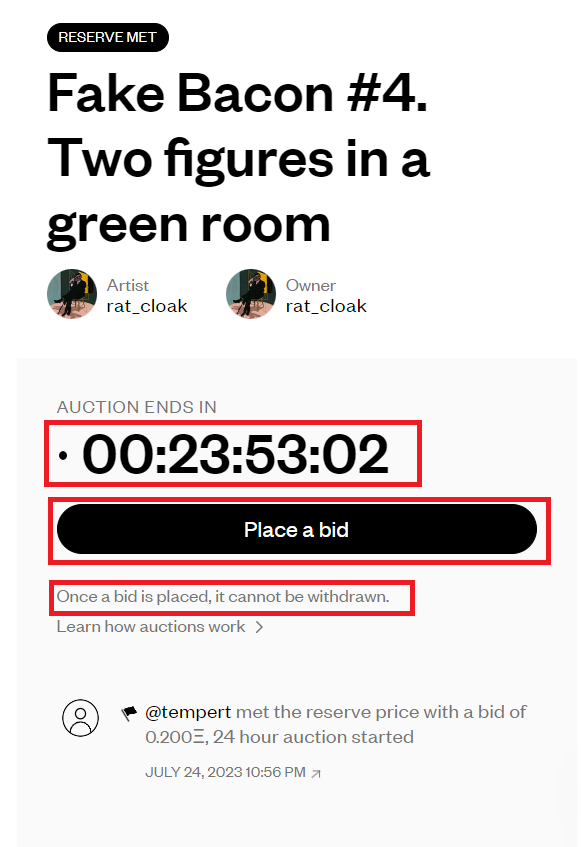 RESERVE MET
Fake Bacon #4.
Two figures in a
green room
Artist
rat_cloak
Owner
rat_cloak
AUCTION ENDS IN
· 00:23:53:02
Place a bid
Once a bid is placed, it cannot be withdrawn.
Learn how auctions work >
@tempert met the reserve price with a bid of
0.200Ξ, 24 hour auction started
JULY 24, 2023 10:56 PM ↗